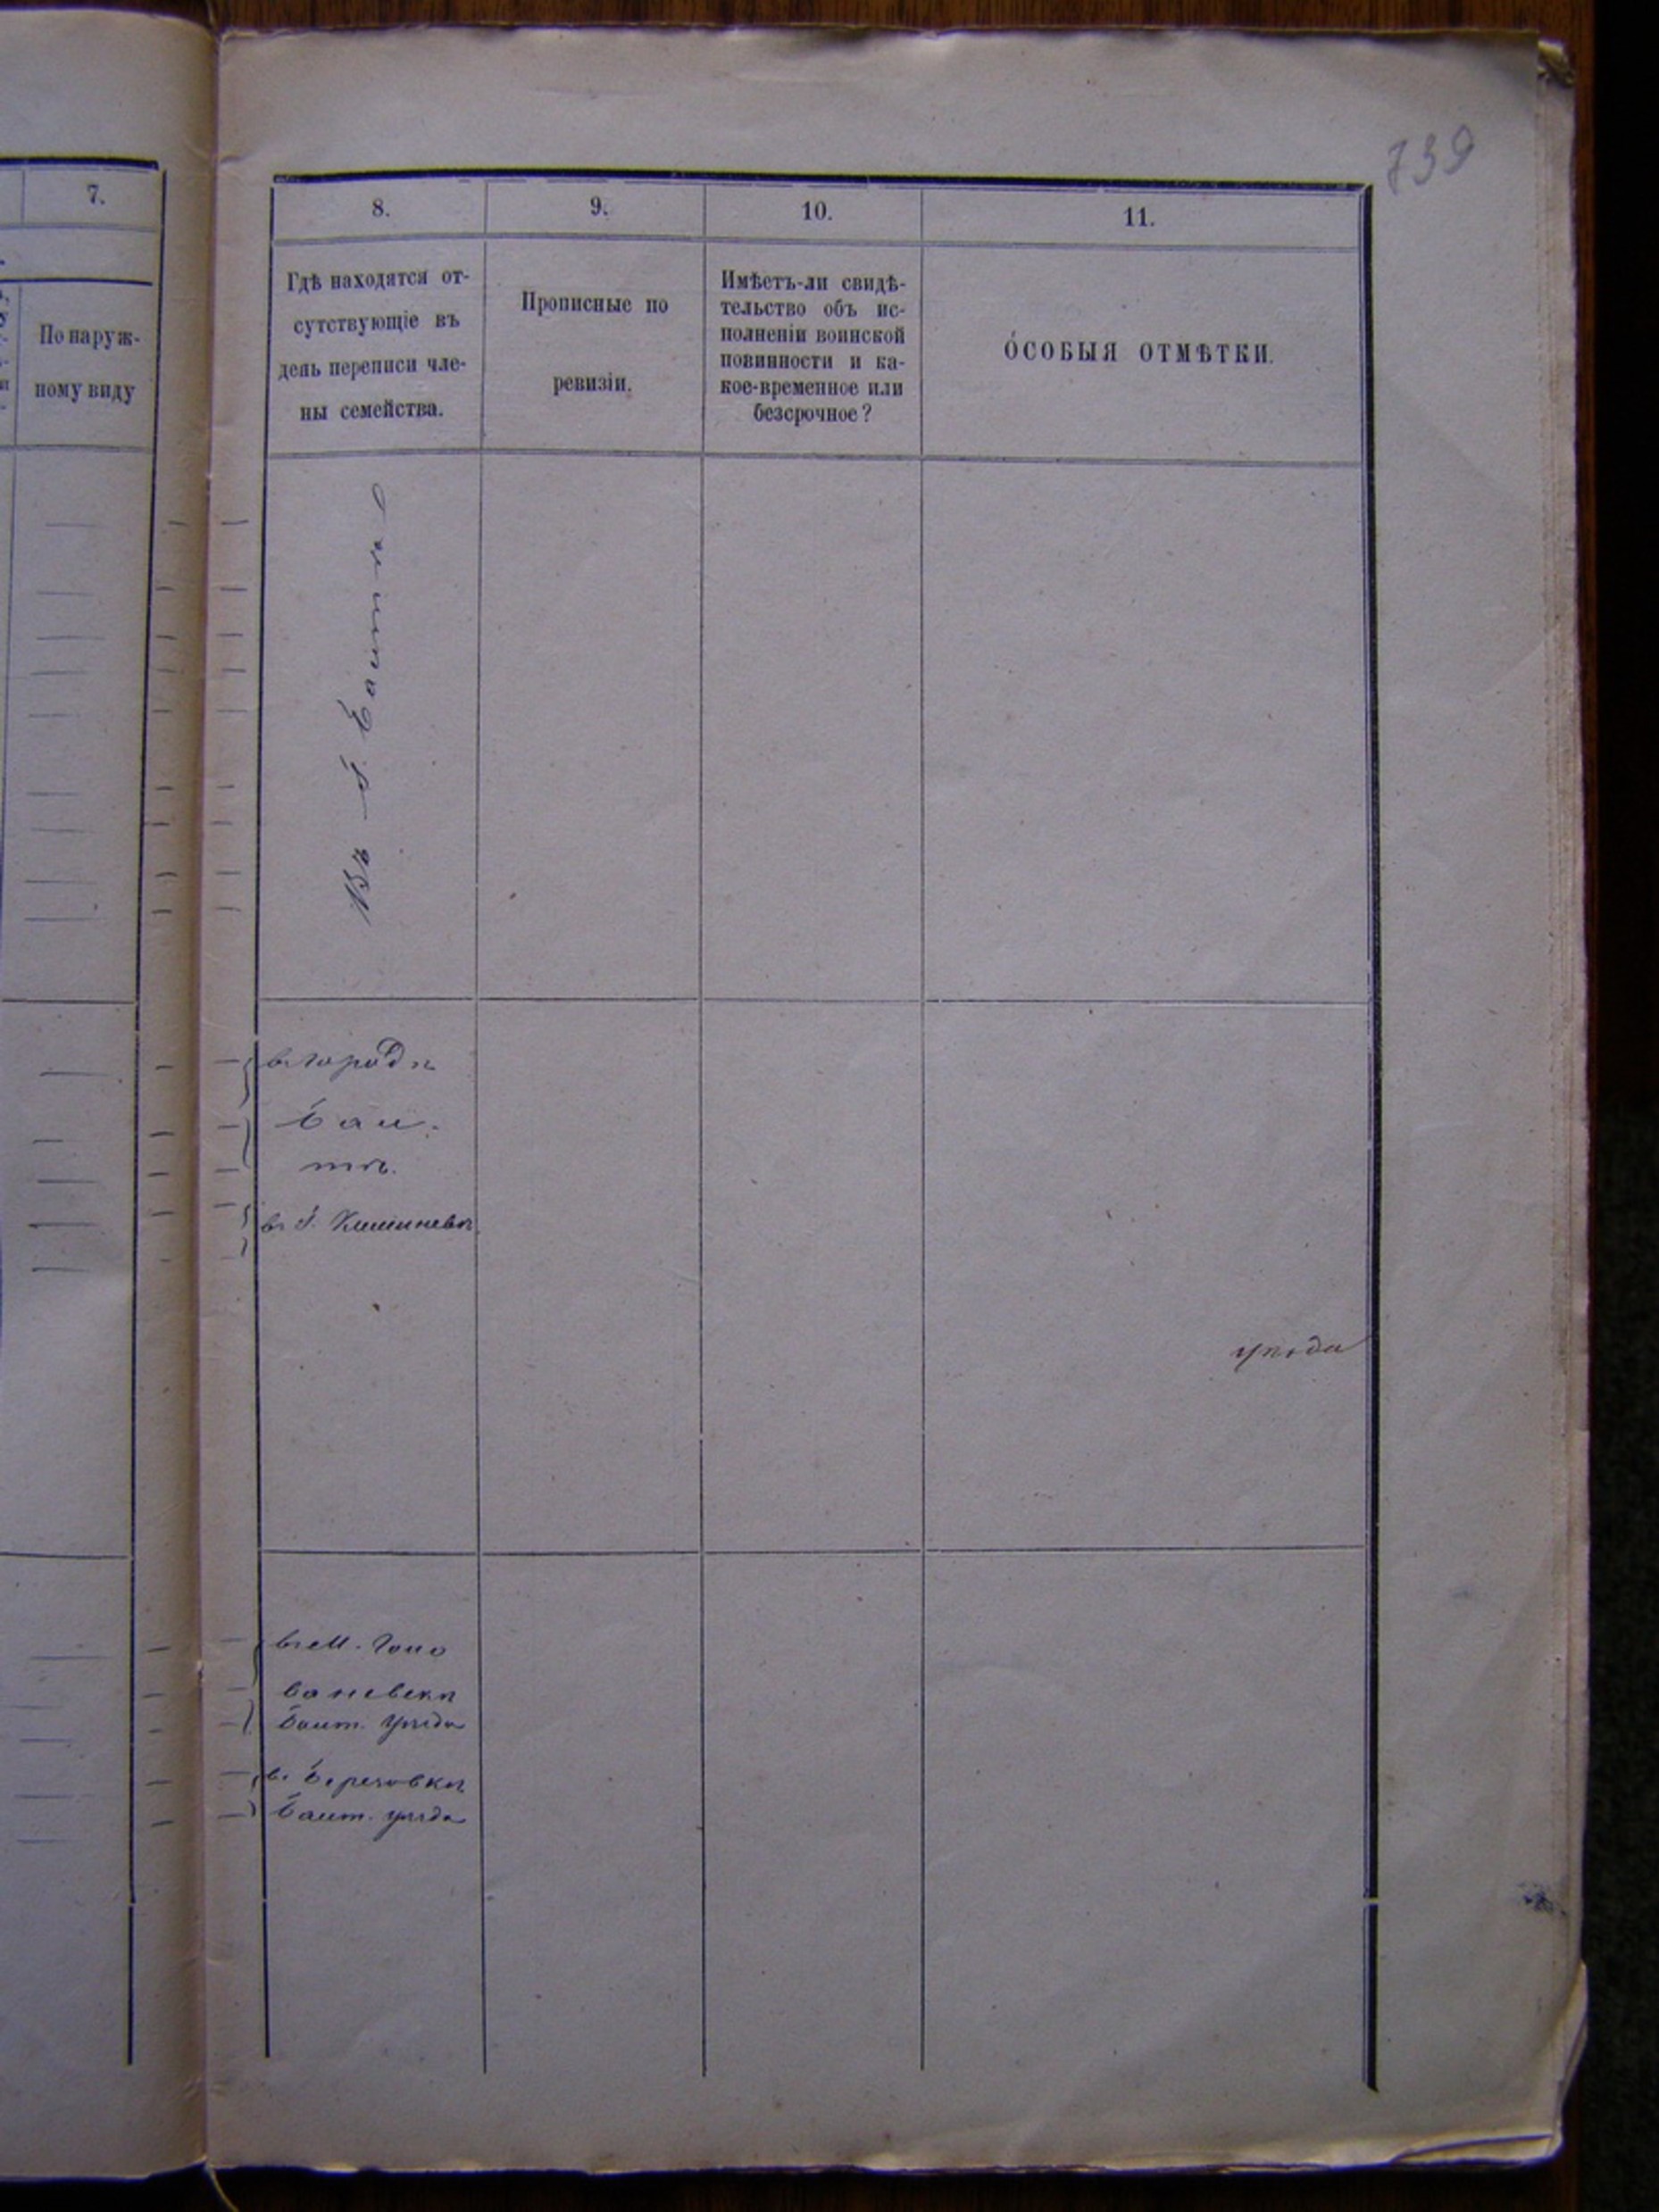 739
7.
По наруж-
ному виду
8.
9.
10.
11.
Гдѣ находятся от-
сутствующіе въ
день переписи чле-
ны семейства.
Прописные по
ревизіи.
Имѣетъ-ли свидѣ-
тельство объ ис-
полненіи воинской
повинности и ка-
кое-временное или
безсрочное?
ОСОБЫЯ ОТМѢТКИ.
Въ г. Балтѣ
в городѣ
Бал-
тѣ.
в г. Кишиневѣ
уѣзда
в м. Голо
ваневскѣ
Балт. уѣзда
в. Березовкѣ
Балт. уѣзда